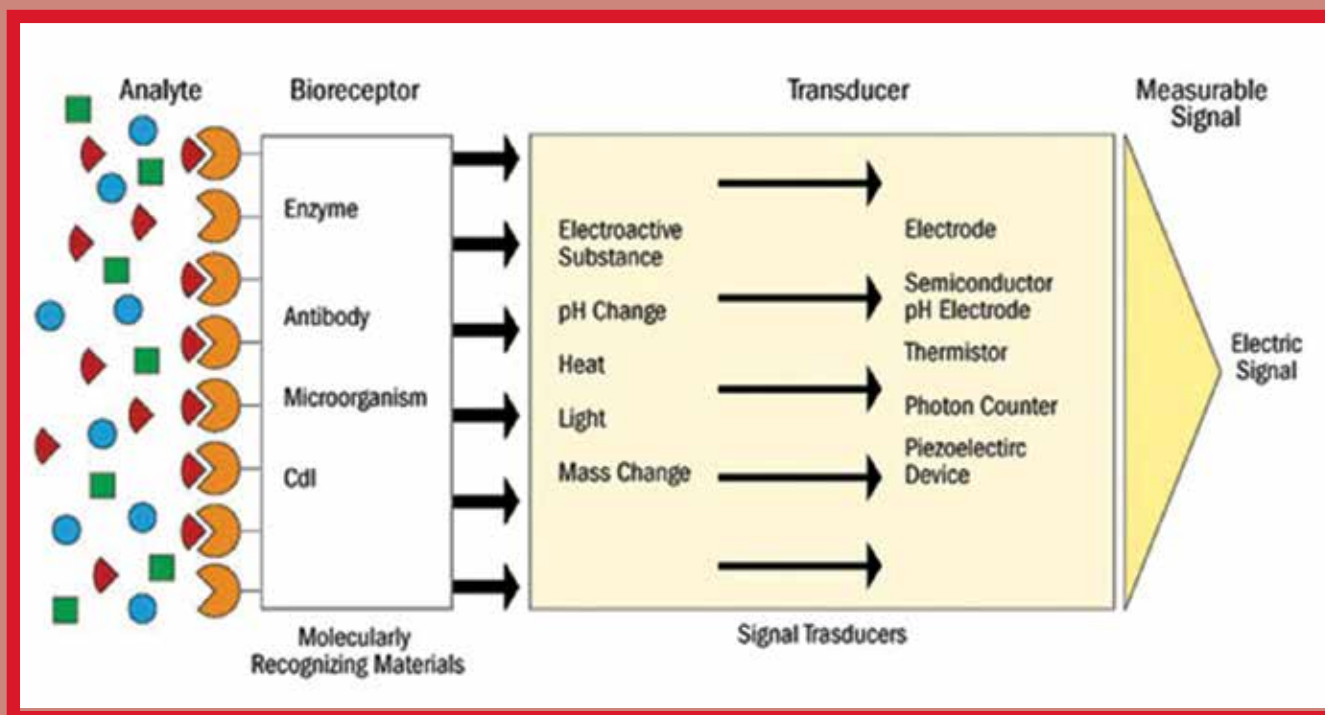 Analyte
Bioreceptor
Transducer
Measurable
Signal
Enzyme
Antibody
Microorganism
Cdl
Molecularly
Recognizing Materials
Electroactive
Substance
pH Change
Heat
Light
Mass Change
Electrode
Semiconductor
pH Electrode
Thermistor
Photon Counter
Piezoelectirc
Device
Signal Trasducers
Electric
Signal